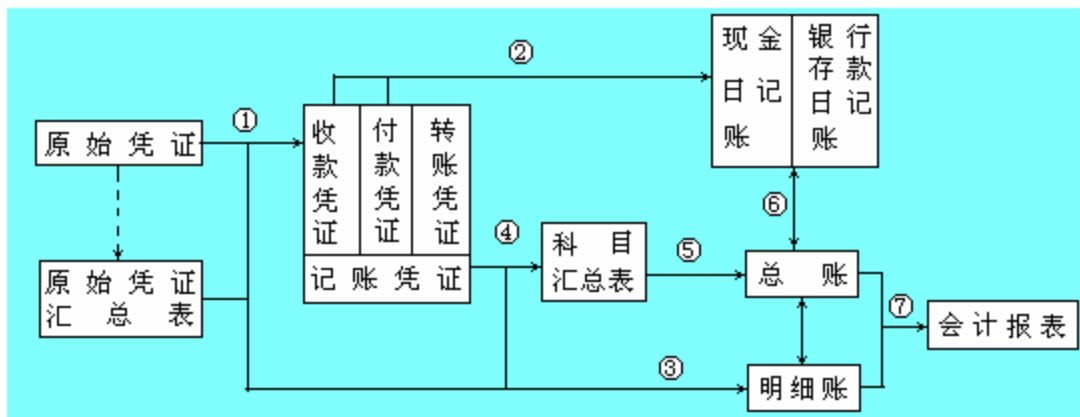 原始凭证
原始凭证
汇总表
①
收款凭证
付款凭证
转账凭证
记账凭证
②
现金
日记
账
银行
存款
日记
账
④
科目
汇总表
⑤
⑥
总账
③
明细账
⑦
会计报表